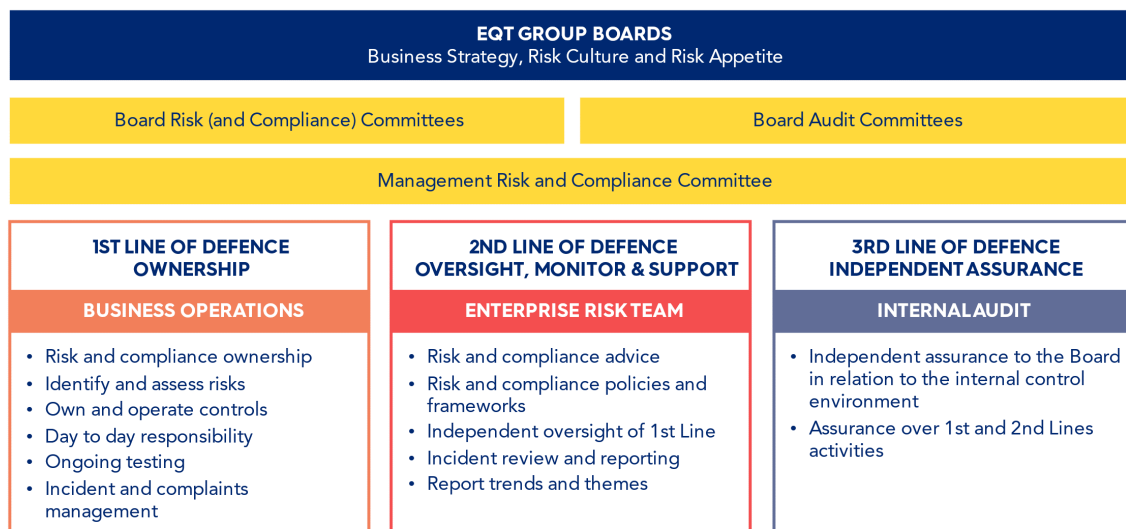 EQT GROUP BOARDS
Business Strategy, Risk Culture and Risk Appetite
Board Risk (and Compliance) Committees
Board Audit Committees
Management Risk and Compliance Committee
1ST LINE OF DEFENCE
OWNERSHIP
BUSINESS OPERATIONS
• Risk and compliance ownership
• Identify and assess risks
• Own and operate controls
• Day to day responsibility
• Ongoing testing
• Incident and complaints
management
2ND LINE OF DEFENCE
OVERSIGHT, MONITOR & SUPPORT
ENTERPRISE RISK TEAM
• Risk and compliance advice
• Risk and compliance policies and
frameworks
• Independent oversight of 1st Line
• Incident review and reporting
• Report trends and themes
3RD LINE OF DEFENCE
INDEPENDENT ASSURANCE
INTERNAL AUDIT
• Independent assurance to the Board
in relation to the internal control
environment
• Assurance over 1st and 2nd Lines
activities